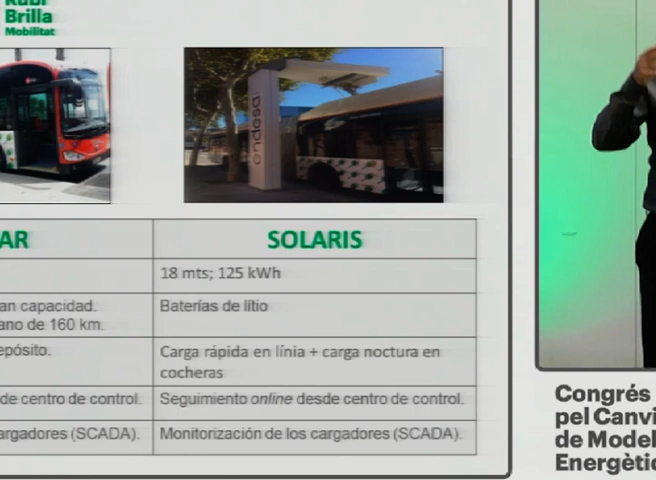 Rubí
Brilla
Mobilitat
endesa
AR
SOLARIS
18 mts; 125 kWh
an capacidad.
ano de 160 km.
Baterías de lítio
epósito.
Carga rápida en línia + carga noctura en
cocheras
de centro de control.
Seguimiento online desde centro de control.
argadores (SCADA).
Monitorización de los cargadores (SCADA).
Congrés
pel Canvi
de Model
Energètic